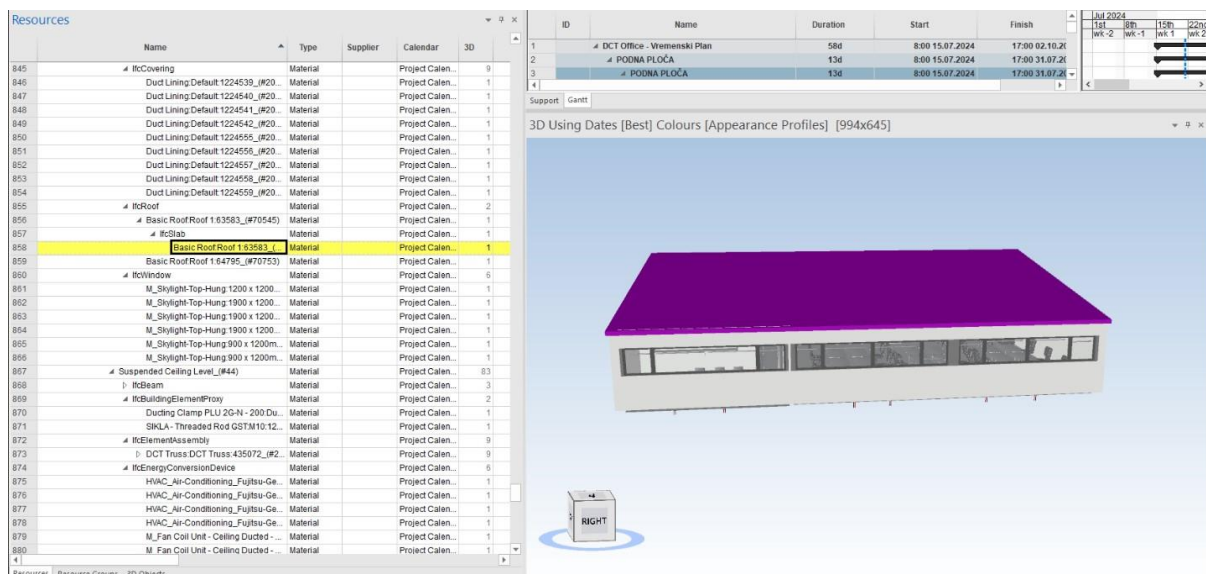 Resources
Name Type Supplier Calendar 3D
845 IfcCovering Material Project Calen... 9
846 Duct Lining:Default:1224539_(#20... Material Project Calen... 1
847 Duct Lining:Default:1224540_(#20... Material Project Calen... 1
848 Duct Lining:Default:1224541_(#20... Material Project Calen... 1
849 Duct Lining:Default:1224542_(#20... Material Project Calen... 1
850 Duct Lining:Default:1224555_(#20... Material Project Calen... 1
851 Duct Lining:Default:1224556_(#20... Material Project Calen... 1
852 Duct Lining:Default:1224557_(#20... Material Project Calen... 1
853 Duct Lining:Default:1224558_(#20... Material Project Calen... 1
854 Duct Lining:Default:1224559_(#20... Material Project Calen... 1
855 IfcRoof Material Project Calen... 2
856 Basic Roof:Roof 1:63583_(#70545) Material Project Calen... 1
857 IfcSlab Material Project Calen... 1
858 Basic Roof:Roof 1:63583_(... Material Project Calen... 1
859 Basic Roof:Roof 1:64795_(#70753) Material Project Calen... 1
860 IfcWindow Material Project Calen... 6
861 M_Skylight-Top-Hung:1200 x 1200... Material Project Calen... 1
862 M_Skylight-Top-Hung:1900 x 1200... Material Project Calen... 1
863 M_Skylight-Top-Hung:1900 x 1200... Material Project Calen... 1
864 M_Skylight-Top-Hung:1900 x 1200... Material Project Calen... 1
865 M_Skylight-Top-Hung:900 x 1200m... Material Project Calen... 1
866 M_Skylight-Top-Hung:900 x 1200m... Material Project Calen... 1
867 Suspended Ceiling Level_(#44) Material Project Calen... 83
868 IfcBeam Material Project Calen... 3
869 IfcBuildingElementProxy Material Project Calen... 2
870 Ducting Clamp PLU 2G-N - 200:Du... Material Project Calen... 1
871 SIKLA - Threaded Rod GST:M10:12... Material Project Calen... 1
872 IfcElementAssembly Material Project Calen... 9
873 DCT Truss:DCT Truss:435072_(#2... Material Project Calen... 9
874 IfcEnergyConversionDevice Material Project Calen... 6
875 HVAC_Air-Conditioning_Fujitsu-Ge... Material Project Calen... 1
876 HVAC_Air-Conditioning_Fujitsu-Ge... Material Project Calen... 1
877 HVAC_Air-Conditioning_Fujitsu-Ge... Material Project Calen... 1
878 HVAC_Air-Conditioning_Fujitsu-Ge... Material Project Calen... 1
879 M_Fan Coil Unit - Ceiling Ducted - ... Material Project Calen... 1
880 M_Fan Coil Unit - Ceiling Ducted - ... Material Project Calen... 1
Resources Resource Groups 3D Objects
ID Name Duration Start Finish
Jul 2024
1st 8th 15th 22n
wk -2 wk -1 wk 1 wk 2
1 DCT Office - Vremenski Plan 58d 8:00 15.07.2024 17:00 02.10.20
2 PODNA PLOČA 13d 8:00 15.07.2024 17:00 31.07.20
3 PODNA PLOČA 13d 8:00 15.07.2024 17:00 31.07.2
Support Gantt
3D Using Dates [Best] Colours [Appearance Profiles] [994x645]
RIGHT